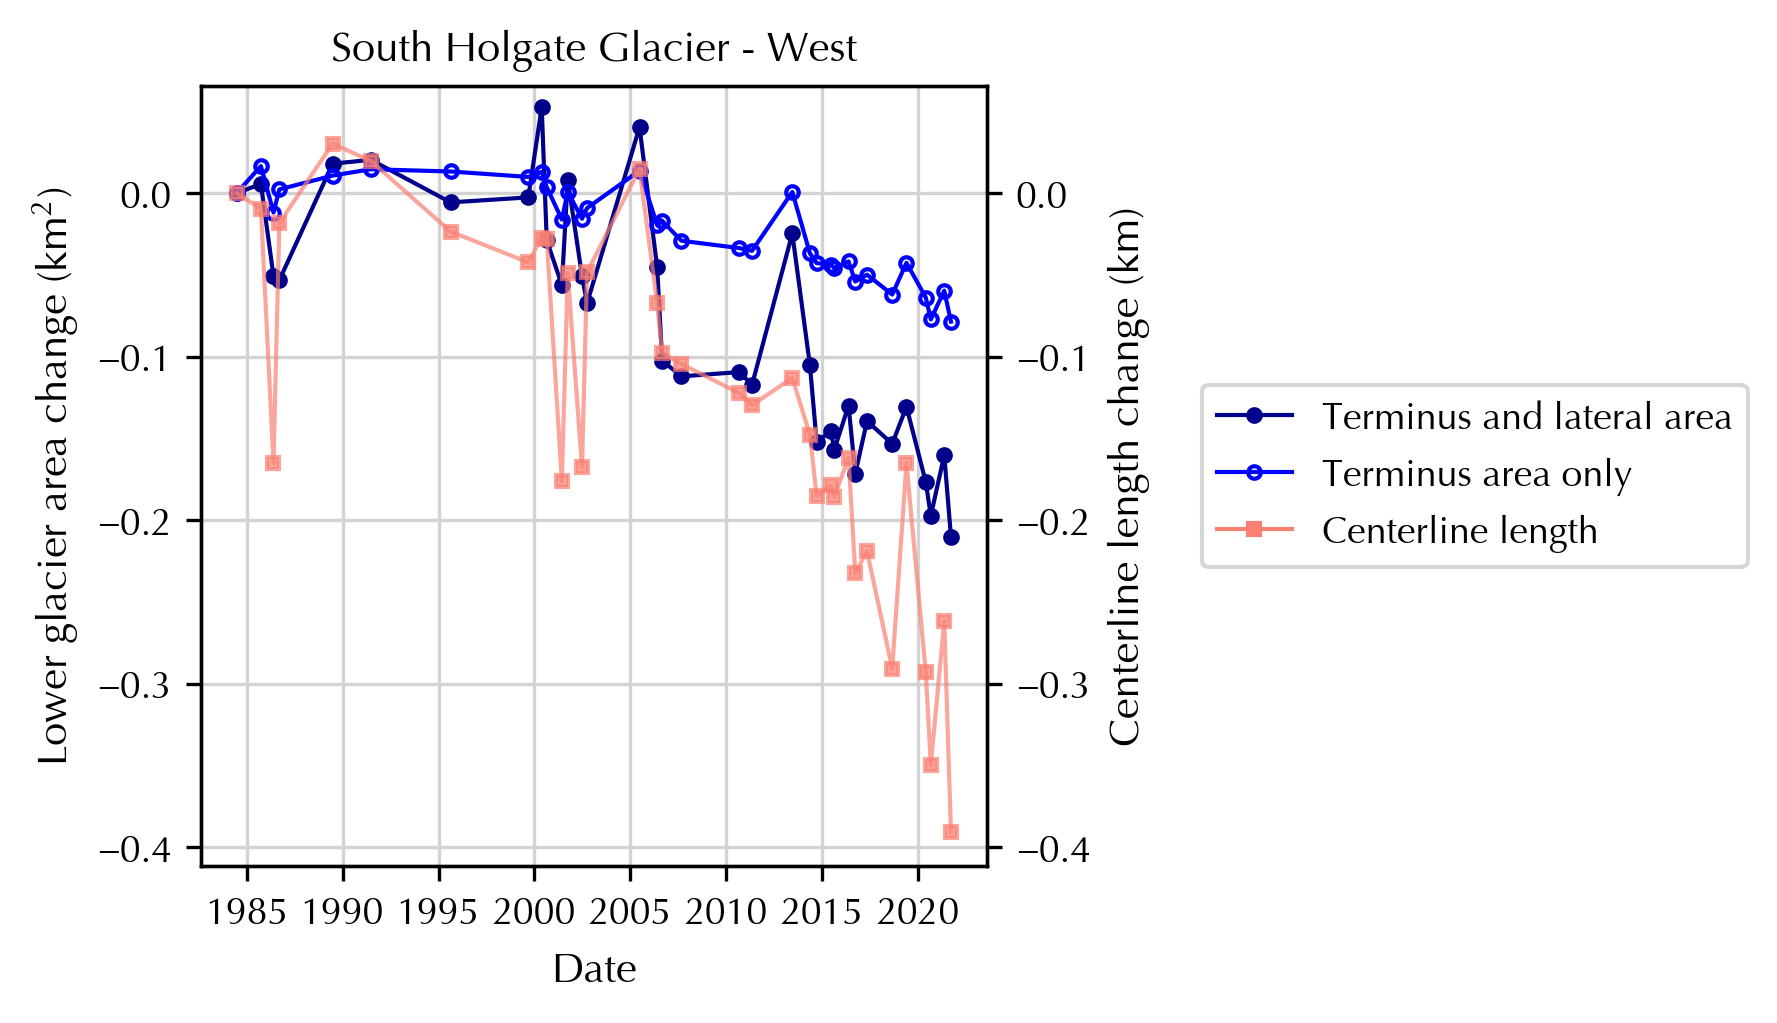 South Holgate Glacier - West
Lower glacier area change (km²)
0.0
−0.1
−0.2
−0.3
−0.4
0.0
−0.1
−0.2
−0.3
−0.4
Centerline length change (km)
1985 1990 1995 2000 2005 2010 2015 2020
Date
Terminus and lateral area
Terminus area only
Centerline length